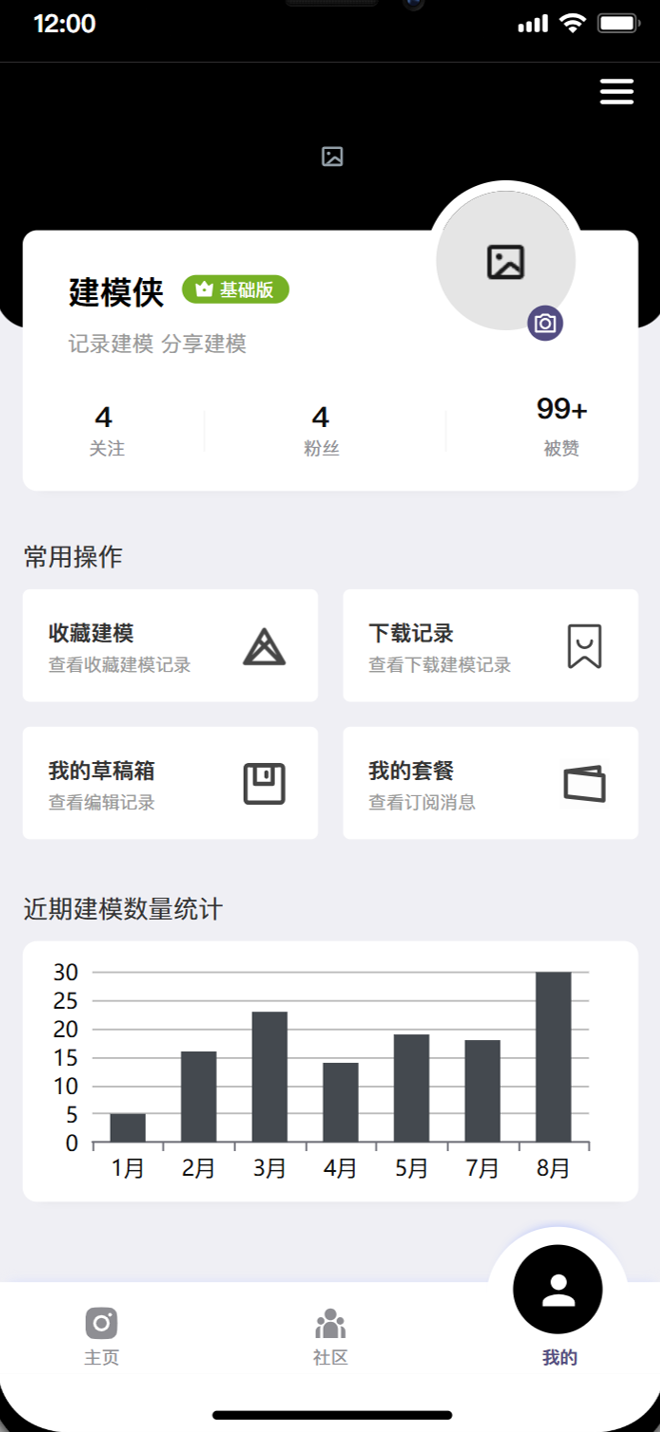 12:00
建模侠 基础版
记录建模 分享建模
4 4 99+
关注 粉丝 被赞
常用操作
收藏建模 下载记录
查看收藏建模记录 查看下载建模记录
我的草稿箱 我的套餐
查看编辑记录 查看订阅消息
近期建模数量统计
30
25
20
15
10
5
0
1月 2月 3月 4月 5月 7月 8月
主页 社区 我的